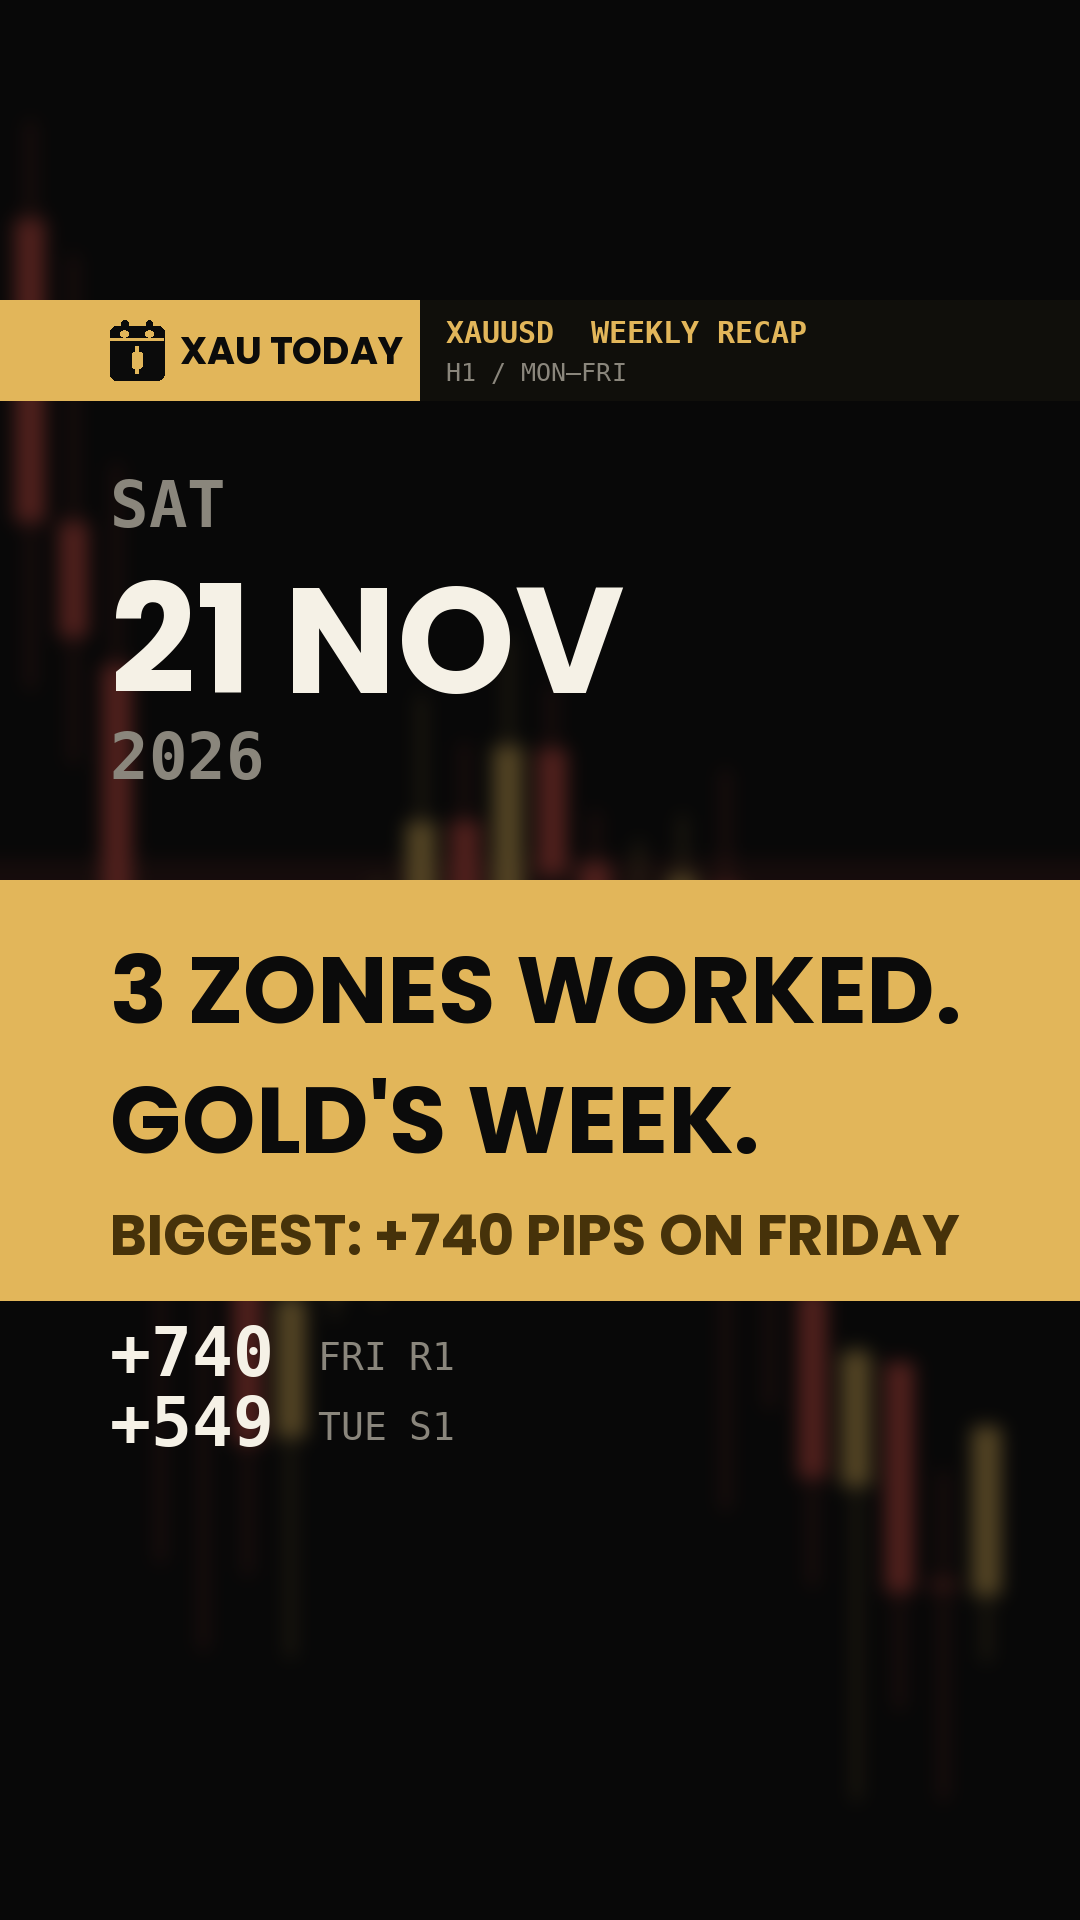 XAU TODAY
XAUUSD WEEKLY RECAP
H1 / MON–FRI
SAT
21 NOV
2026
3 ZONES WORKED.
GOLD'S WEEK.
BIGGEST: +740 PIPS ON FRIDAY
+740 FRI R1
+549 TUE S1